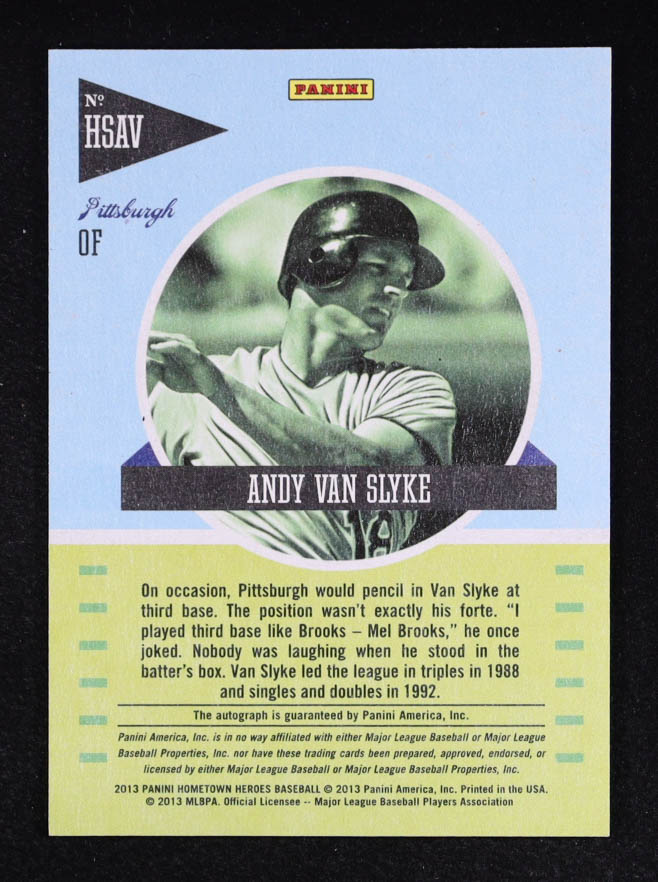 PANINI
Nº
HSAV
Pittsburgh
OF
ANDY VAN SLYKE
On occasion, Pittsburgh would pencil in Van Slyke at
third base. The position wasn't exactly his forte. "I
played third base like Brooks – Mel Brooks," he once
joked. Nobody was laughing when he stood in the
batter's box. Van Slyke led the league in triples in 1988
and singles and doubles in 1992.
The autograph is guaranteed by Panini America, Inc.
Panini America, Inc. is in no way affiliated with either Major League Baseball or Major League
Baseball Properties, Inc. nor have these trading cards been prepared, approved, endorsed, or
licensed by either Major League Baseball or Major League Baseball Properties, Inc.
2013 PANINI HOMETOWN HEROES BASEBALL © 2013 Panini America, Inc. Printed in the USA.
© 2013 MLBPA. Official Licensee -- Major League Baseball Players Association